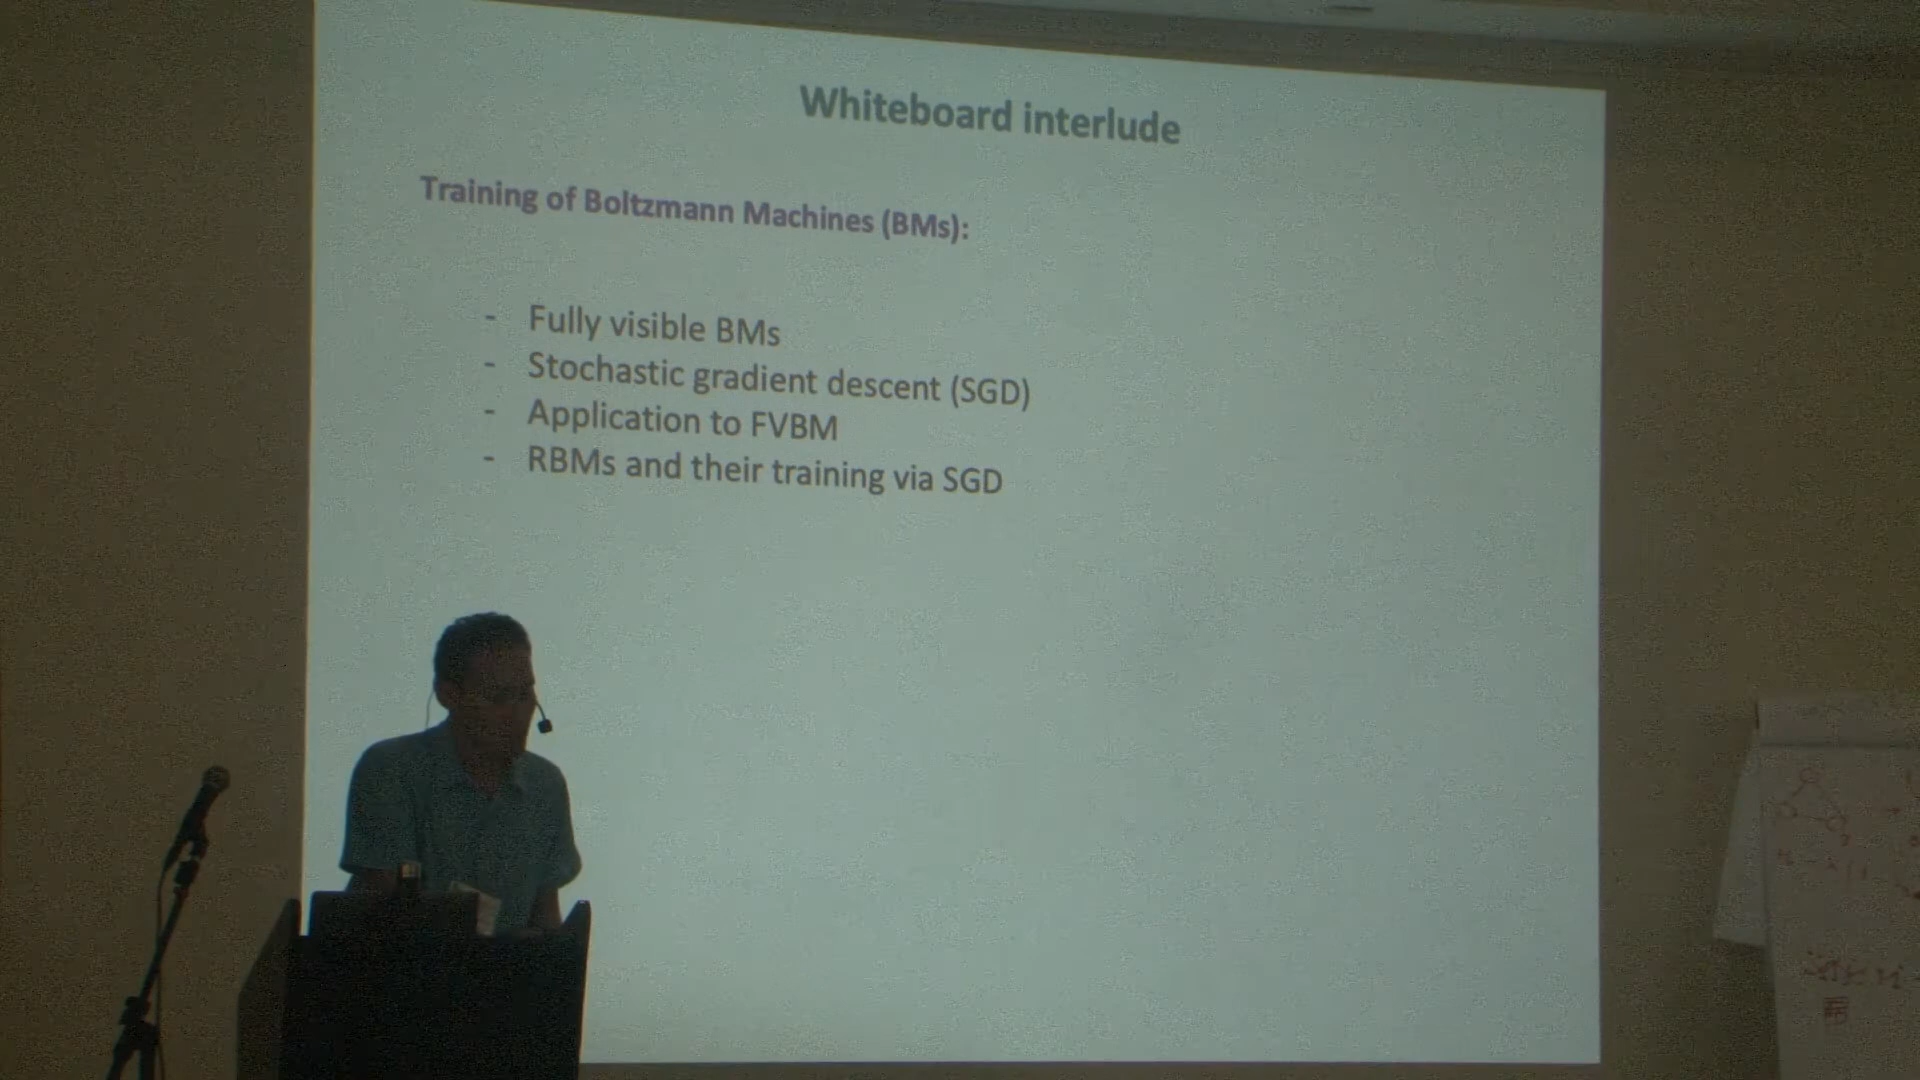 Whiteboard interlude
Training of Boltzmann Machines (BMs):
- Fully visible BMs
- Stochastic gradient descent (SGD)
- Application to FVBM
- RBMs and their training via SGD